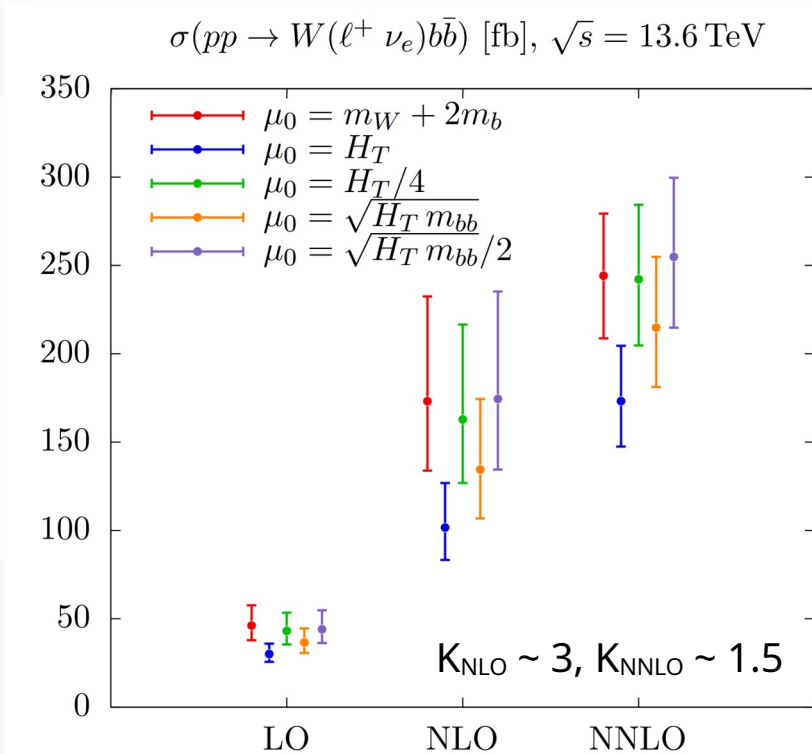 σ(pp → W(ℓ⁺ νₑ)bb̄) [fb], √s = 13.6 TeV
350
300
250
200
150
100
50
0
μ₀ = m_W + 2m_b
μ₀ = H_T
μ₀ = H_T/4
μ₀ = √(H_T m_bb)
μ₀ = √(H_T m_bb)/2
K_NLO ~ 3, K_NNLO ~ 1.5
LO NLO NNLO